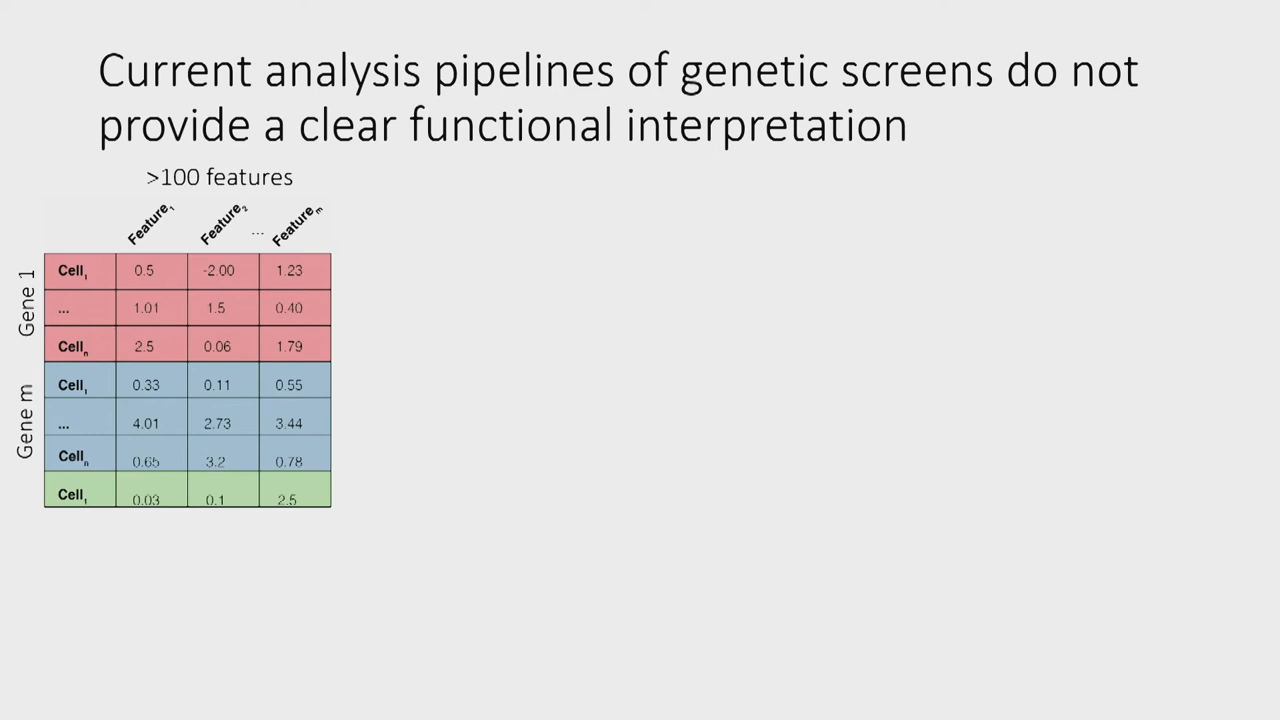 Current analysis pipelines of genetic screens do not
provide a clear functional interpretation
>100 features
Feature₁ Feature₂ ... Featureₘ
Gene 1
Cell₁ 0.5 -2.00 1.23
... 1.01 1.5 0.40
Cellₙ 2.5 0.06 1.79
Gene m
Cell₁ 0.33 0.11 0.55
... 4.01 2.73 3.44
Cellₙ 0.65 3.2 0.78
Cell₁ 0.03 0.1 2.5